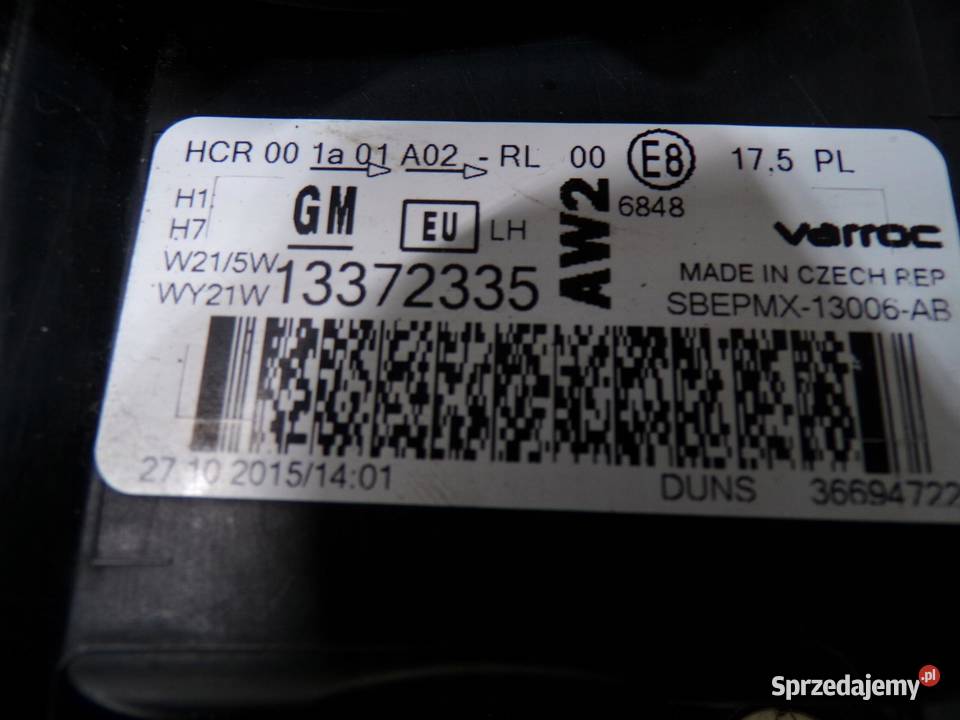 HCR 00 1a 01 A02 - RL 00 E8 17,5 PL
H1 GM EU LH AW2 6848
H7 varroc
W21/5W MADE IN CZECH REP
WY21W 13372335 SBEPMX-13006-AB
27.10 2015/14:01 DUNS 36694722
Sprzedajemy.pl